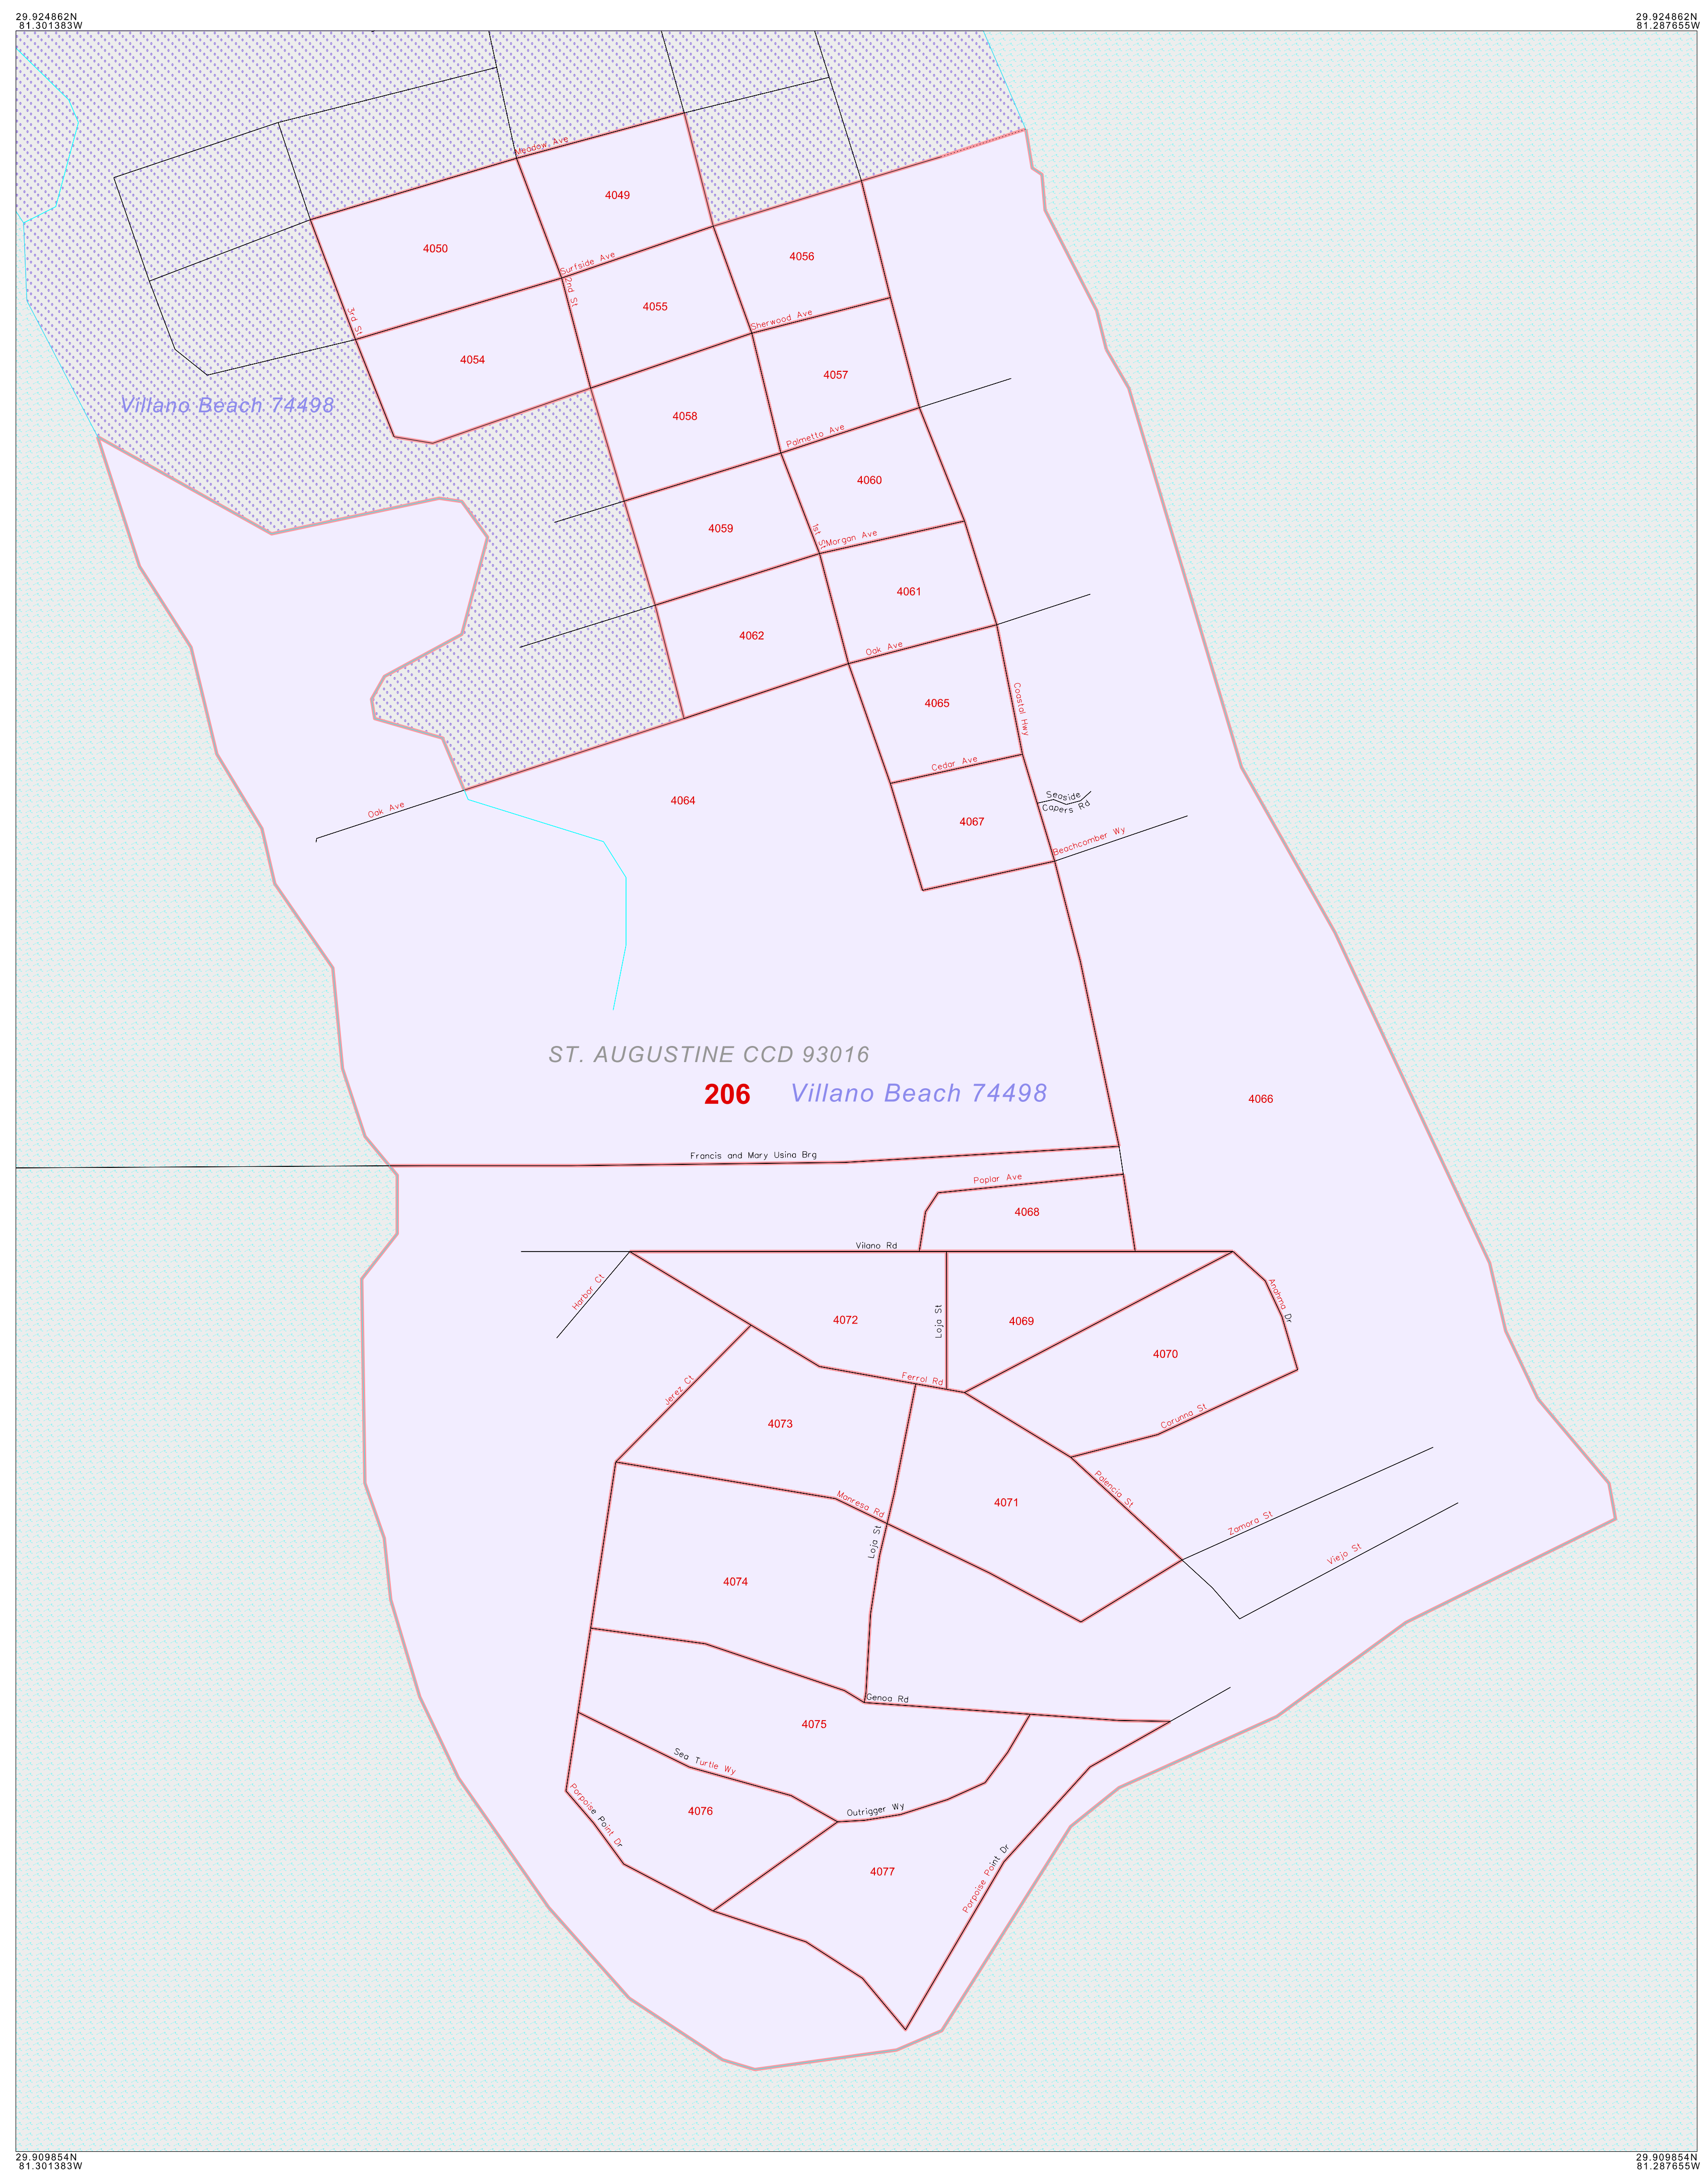 29.924862N
81.301383W
29.924862N
81.287655W
Meadow Ave
4049
4050
Surfside Ave
4056
2nd St
4055
3rd St
Sherwood Ave
4054
4057
Villano Beach 74498
4058
Palmetto Ave
4060
4059
1st St
Morgan Ave
4061
4062
Oak Ave
4065
Coastal Hwy
Cedar Ave
4064
Seaside
Capers Rd
Oak Ave
4067
Beachcomber Wy
ST. AUGUSTINE CCD 93016
206
Villano Beach 74498
4066
Francis and Mary Usina Brg
Poplar Ave
4068
Vilano Rd
Harbor Ct
Anahma Dr
4072
Loja St
4069
4070
Ferrol Rd
Jerez Ct
Corunna St
4073
Palencia St
Manresa Rd
4071
Zamora St
Loja St
Viejo St
4074
Genoa Rd
4075
Sea Turtle Wy
4076
Outrigger Wy
Porpoise Point Dr
4077
Porpoise Point Dr
29.909854N
81.301383W
29.909854N
81.287655W